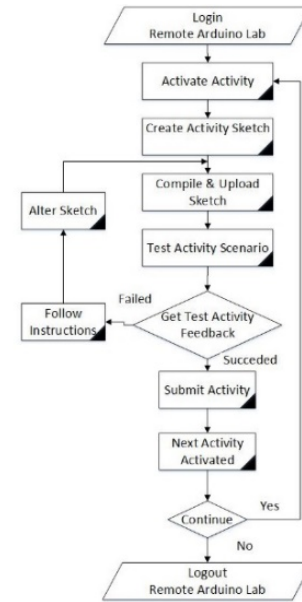 Login
Remote Arduino Lab
Activate Activity
Create Activity Sketch
Compile & Upload
Sketch
Alter Sketch
Test Activity Scenario
Failed
Follow
Instructions
Get Test Activity
Feedback
Succeded
Submit Activity
Next Activity
Activated
Yes
Continue
No
Logout
Remote Arduino Lab